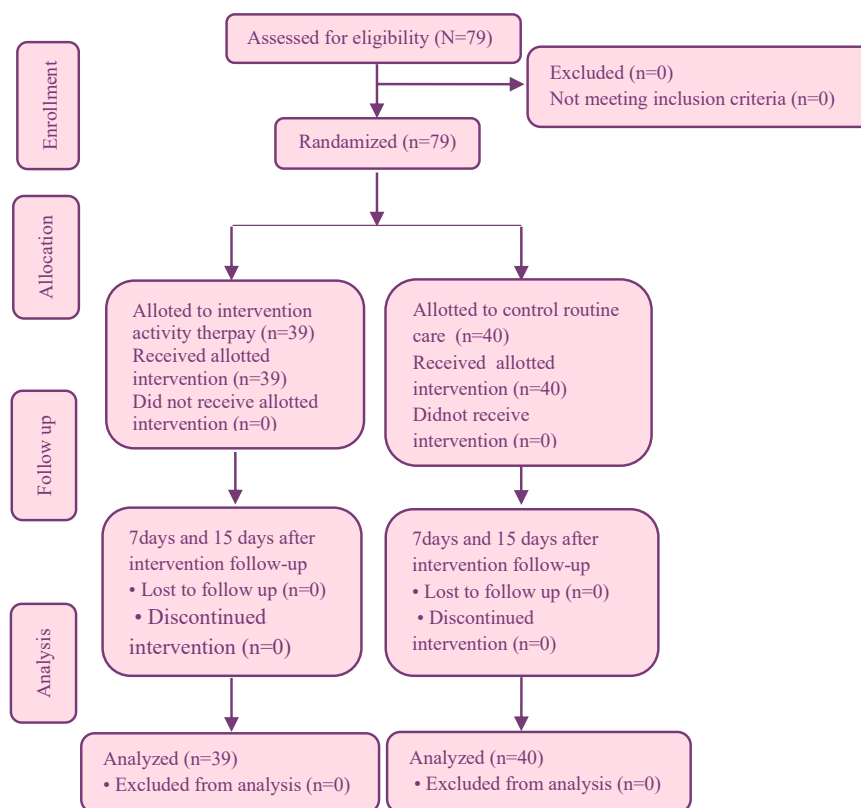 Enrollment
Assessed for eligibility (N=79)
Excluded (n=0)
Not meeting inclusion criteria (n=0)
Randamized (n=79)
Allocation
Alloted to intervention
activity therpay (n=39)
Received allotted
intervention (n=39)
Did not receive allotted
intervention (n=0)
Allotted to control routine
care (n=40)
Received allotted
intervention (n=40)
Didnot receive
intervention (n=0)
Follow up
7days and 15 days after
intervention follow-up
• Lost to follow up (n=0)
• Discontinued
intervention (n=0)
7days and 15 days after
intervention follow-up
• Lost to follow up (n=0)
• Discontinued
intervention (n=0)
Analysis
Analyzed (n=39)
• Excluded from analysis (n=0)
Analyzed (n=40)
• Excluded from analysis (n=0)